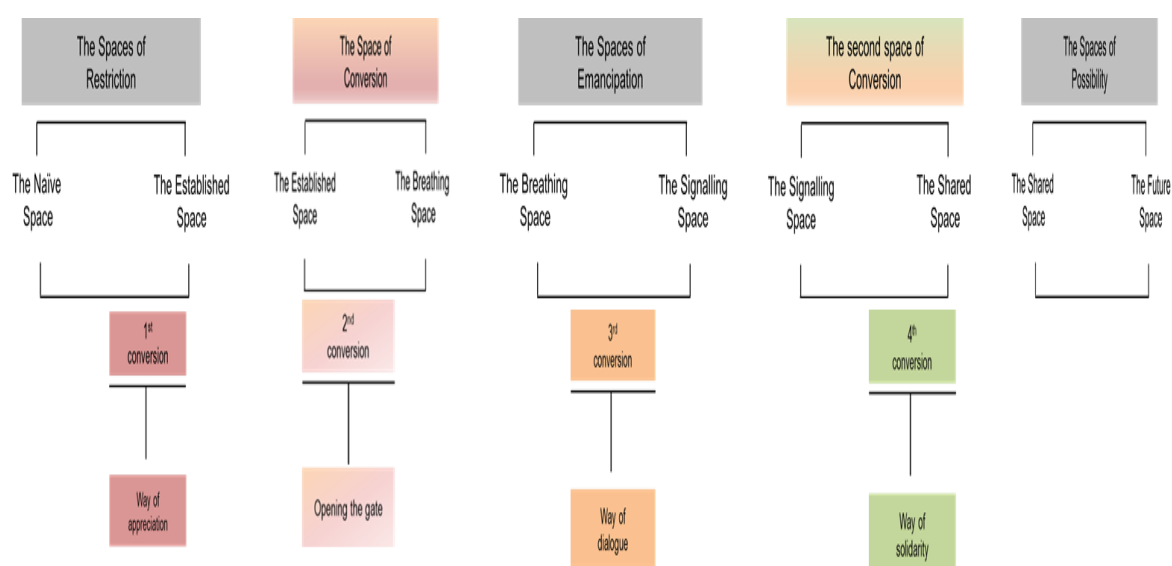 The Spaces of
Restriction
The Space of
Conversion
The Spaces of
Emancipation
The second space of
Conversion
The Spaces of
Possibility
The Naïve
Space
The Established
Space
The Established
Space
The Breathing
Space
The Breathing
Space
The Signalling
Space
The Signalling
Space
The Shared
Space
The Shared
Space
The Future
Space
1st
conversion
2nd
conversion
3rd
conversion
4th
conversion
Way of
appreciation
Opening the gate
Way of
dialogue
Way of
solidarity